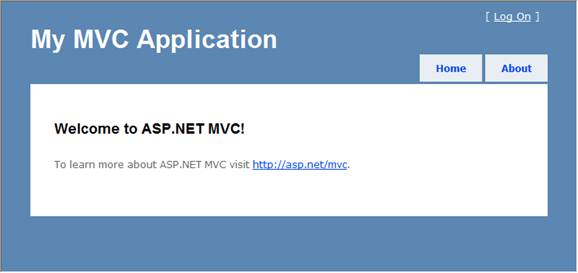 [ Log On ]
My MVC Application
Home About
Welcome to ASP.NET MVC!
To learn more about ASP.NET MVC visit http://asp.net/mvc.